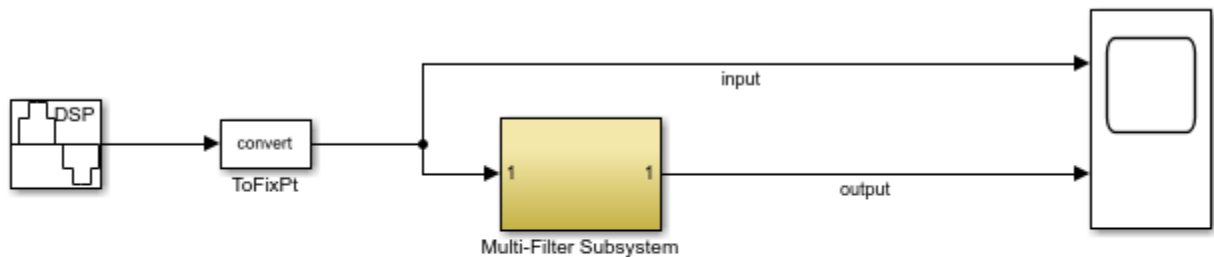 DSP
convert
ToFixPt
input
1
1
output
Multi-Filter Subsystem